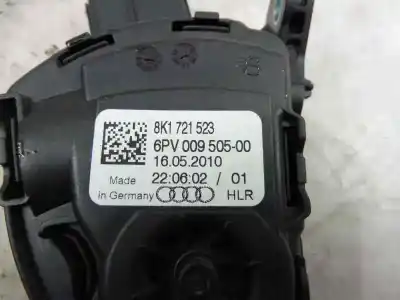 8K1 721 523
6PV 009 505-00
16.05.2010
Made 22:06:02 / 01
in Germany HLR